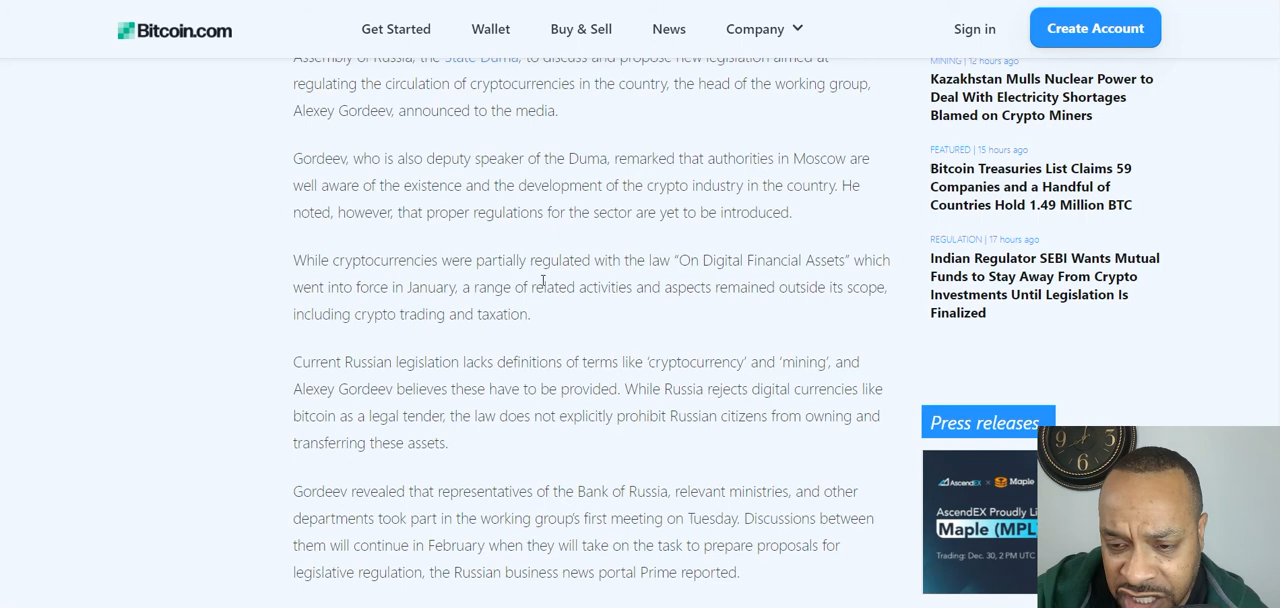 Bitcoin.com
Get Started
Wallet
Buy & Sell
News
Company
Sign in
Create Account
Assembly of Russia, the State Duma, to discuss and propose new legislation aimed at
regulating the circulation of cryptocurrencies in the country, the head of the working group,
Alexey Gordeev, announced to the media.
Gordeev, who is also deputy speaker of the Duma, remarked that authorities in Moscow are
well aware of the existence and the development of the crypto industry in the country. He
noted, however, that proper regulations for the sector are yet to be introduced.
While cryptocurrencies were partially regulated with the law “On Digital Financial Assets” which
went into force in January, a range of related activities and aspects remained outside its scope,
including crypto trading and taxation.
Current Russian legislation lacks definitions of terms like ‘cryptocurrency’ and ‘mining’, and
Alexey Gordeev believes these have to be provided. While Russia rejects digital currencies like
bitcoin as a legal tender, the law does not explicitly prohibit Russian citizens from owning and
transferring these assets.
Gordeev revealed that representatives of the Bank of Russia, relevant ministries, and other
departments took part in the working group’s first meeting on Tuesday. Discussions between
them will continue in February when they will take on the task to prepare proposals for
legislative regulation, the Russian business news portal Prime reported.
MINING | 12 hours ago
Kazakhstan Mulls Nuclear Power to
Deal With Electricity Shortages
Blamed on Crypto Miners
FEATURED | 15 hours ago
Bitcoin Treasuries List Claims 59
Companies and a Handful of
Countries Hold 1.49 Million BTC
REGULATION | 17 hours ago
Indian Regulator SEBI Wants Mutual
Funds to Stay Away From Crypto
Investments Until Legislation Is
Finalized
Press releases
AscendEX × Maple
AscendEX Proudly Li
Maple (MPL
Trading: Dec. 30, 2 PM UTC
12
3
6
9